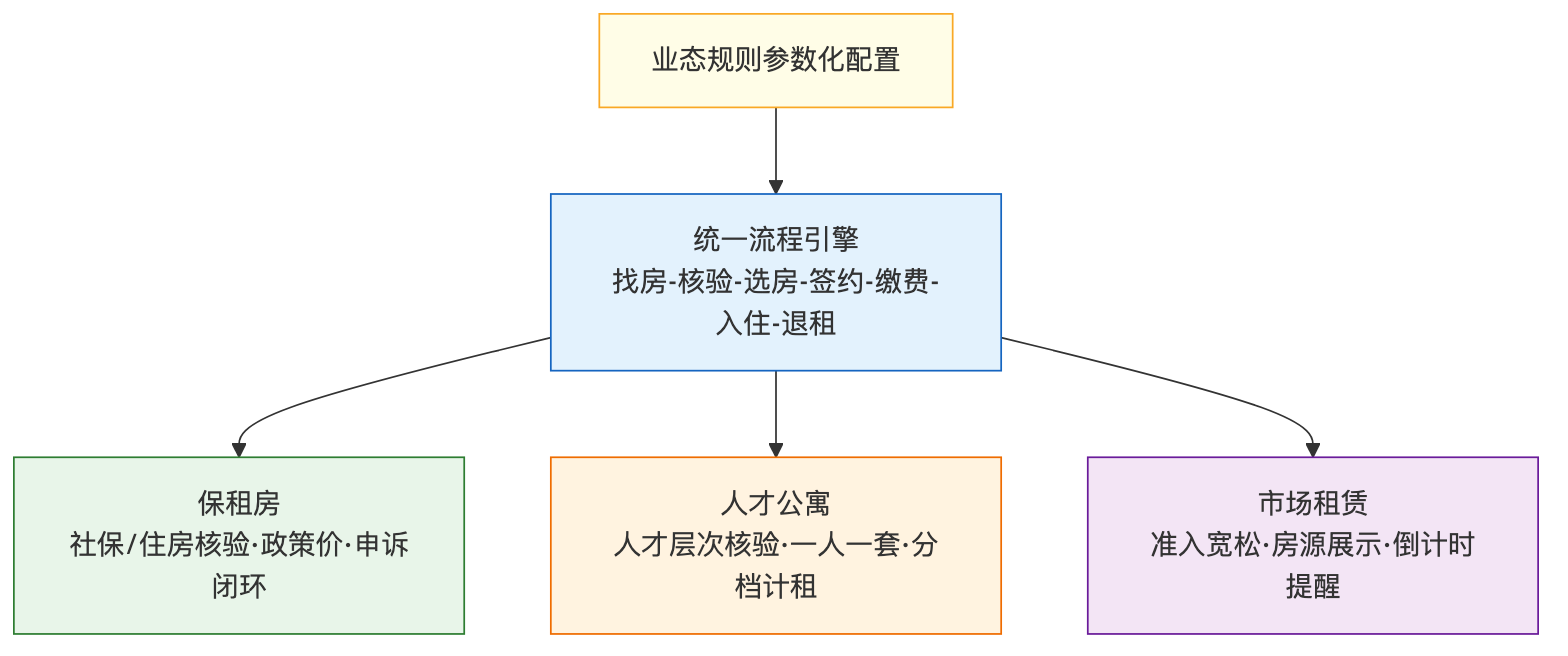 业态规则参数化配置
统一流程引擎
找房-核验-选房-签约-缴费-
入住-退租
保租房
社保/住房核验·政策价·申诉
闭环
人才公寓
人才层次核验·一人一套·分
档计租
市场租赁
准入宽松·房源展示·倒计时
提醒